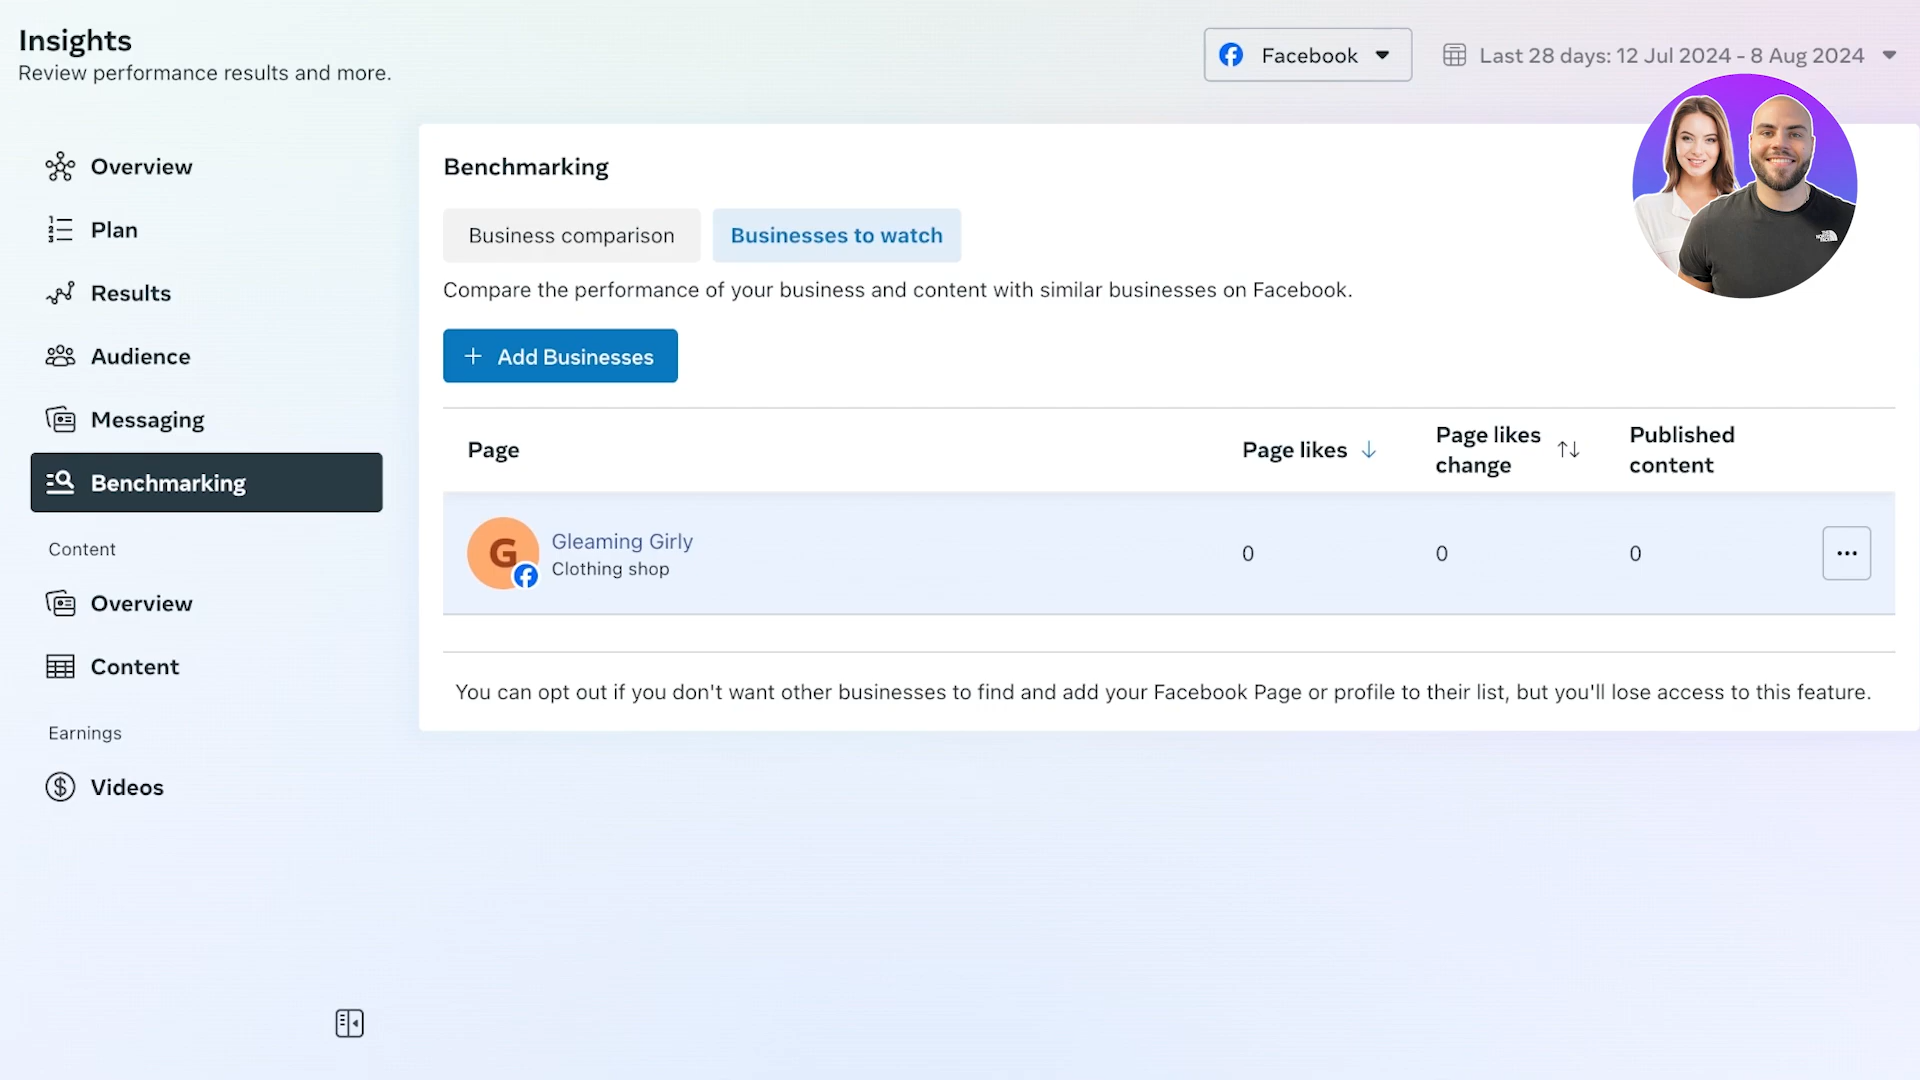 Insights
Review performance results and more.
Facebook
Last 28 days: 12 Jul 2024 - 8 Aug 2024
Overview
Plan
Results
Audience
Messaging
Benchmarking
Content
Overview
Content
Earnings
Videos
Benchmarking
Business comparison
Businesses to watch
Compare the performance of your business and content with similar businesses on Facebook.
+ Add Businesses
Page
Page likes
Page likes
change
Published
content
G
Gleaming Girly
Clothing shop
0
0
0
You can opt out if you don't want other businesses to find and add your Facebook Page or profile to their list, but you'll lose access to this feature.
THE
NORTH
FACE